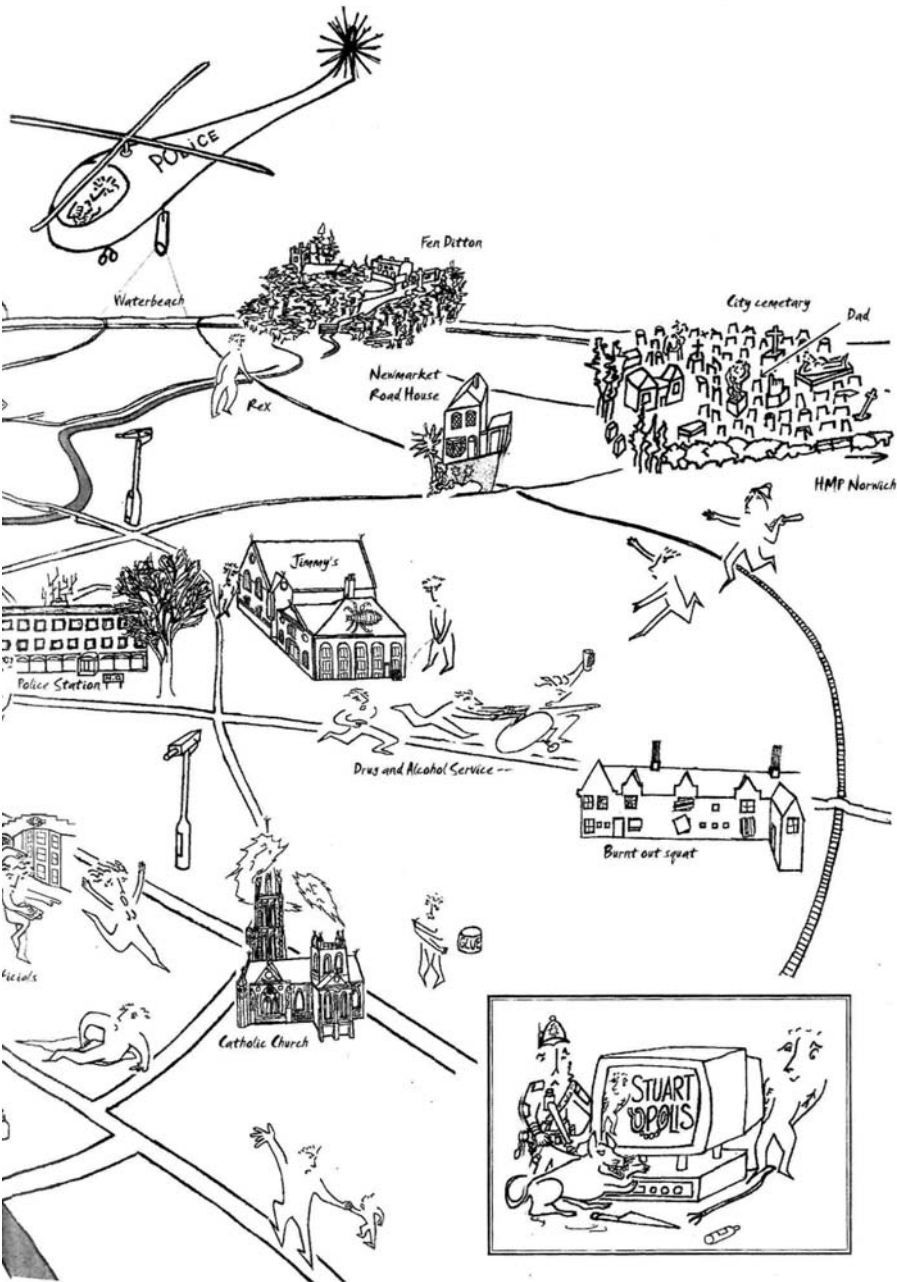 POLiCE
Fen Ditton
Waterbeach
City cemetary
Dad
Newmarket
Road House
Rex
HMP Norwich
Jimmy's
Police Station
Drug and Alcohol Service --
Burnt out squat
GLUE
icials
Catholic Church
STUART
OPOLIS